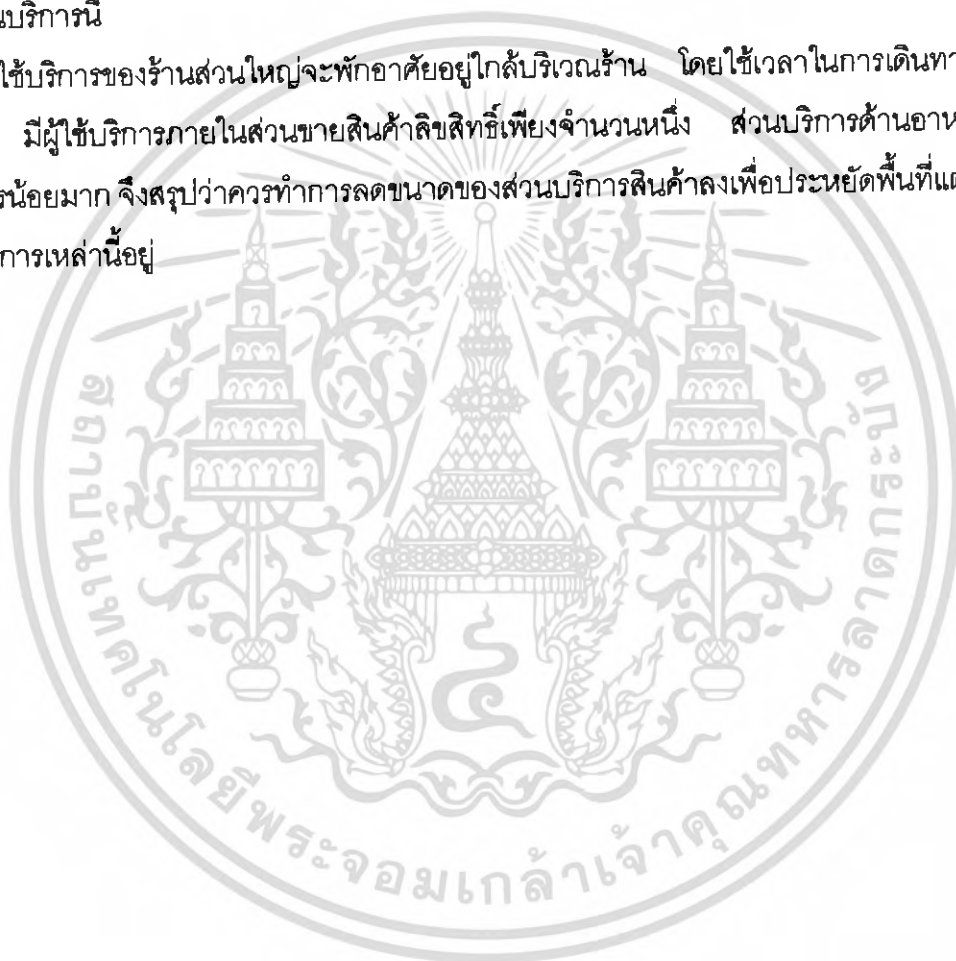 นบริการนี้
ใช้บริการของร้านส่วนใหญ่จะพักอาศัยอยู่ใกล้บริเวณร้าน โดยใช้เวลาในการเดินทา
มีผู้ใช้บริการภายในส่วนขายสินค้าลิขสิทธิ์เพียงจำนวนหนึ่ง ส่วนบริการด้านอาห
รน้อยมาก จึงสรุปว่าควรทำการลดขนาดของส่วนบริการสินค้าลงเพื่อประหยัดพื้นที่แต
การเหล่านี้อยู่
สถาบันเทคโนโลยีพระจอมเกล้าเจ้าคุณทหารลาดกระบัง